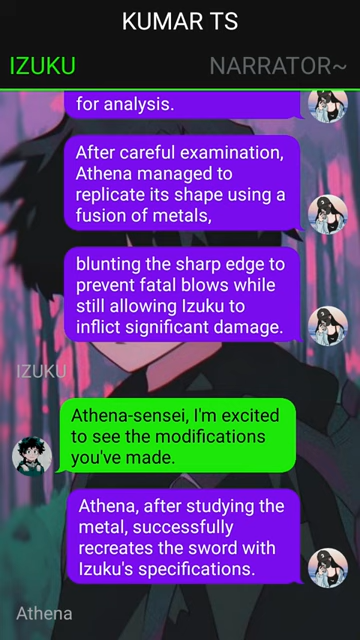 KUMAR TS
IZUKU
NARRATOR~
for analysis.
After careful examination,
Athena managed to
replicate its shape using a
fusion of metals,
blunting the sharp edge to
prevent fatal blows while
still allowing Izuku to
inflict significant damage.
IZUKU
Athena-sensei, I'm excited
to see the modifications
you've made.
Athena, after studying the
metal, successfully
recreates the sword with
Izuku's specifications.
Athena